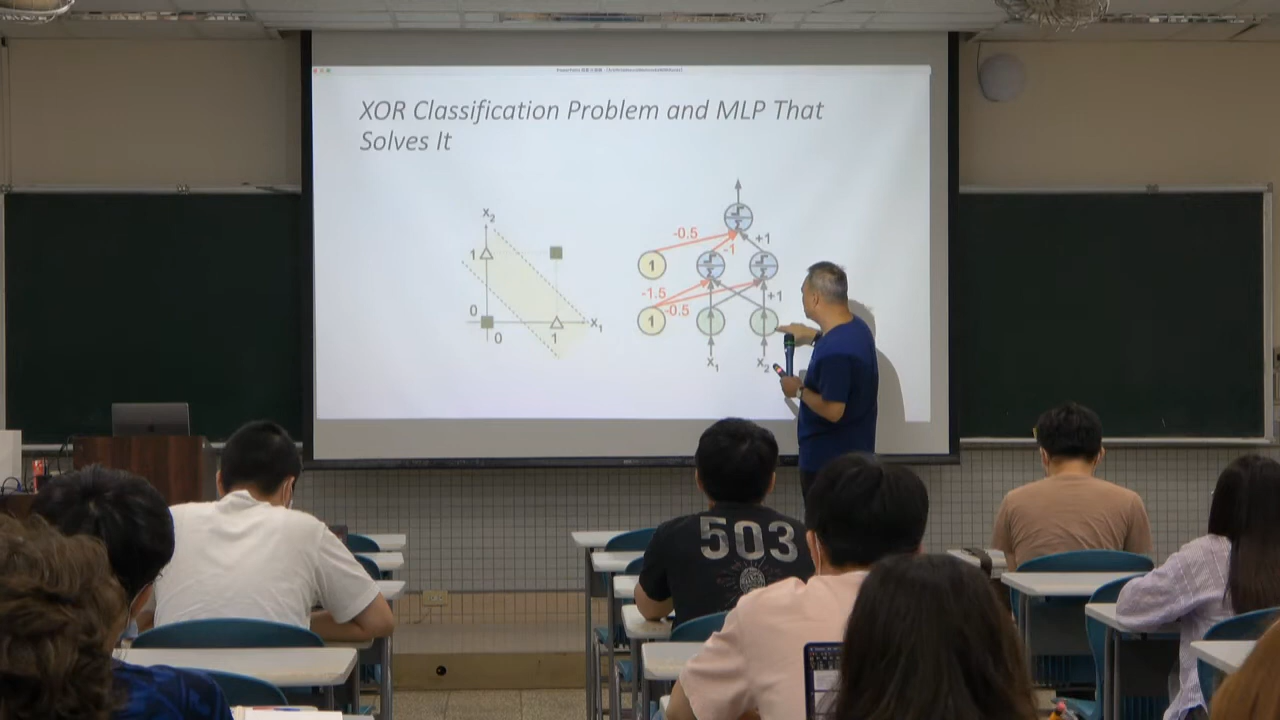 XOR Classification Problem and MLP That
Solves It
x2
1
0
0
1
x1
-0.5
-1
+1
1
-1.5
-0.5
+1
1
x1
x2
503